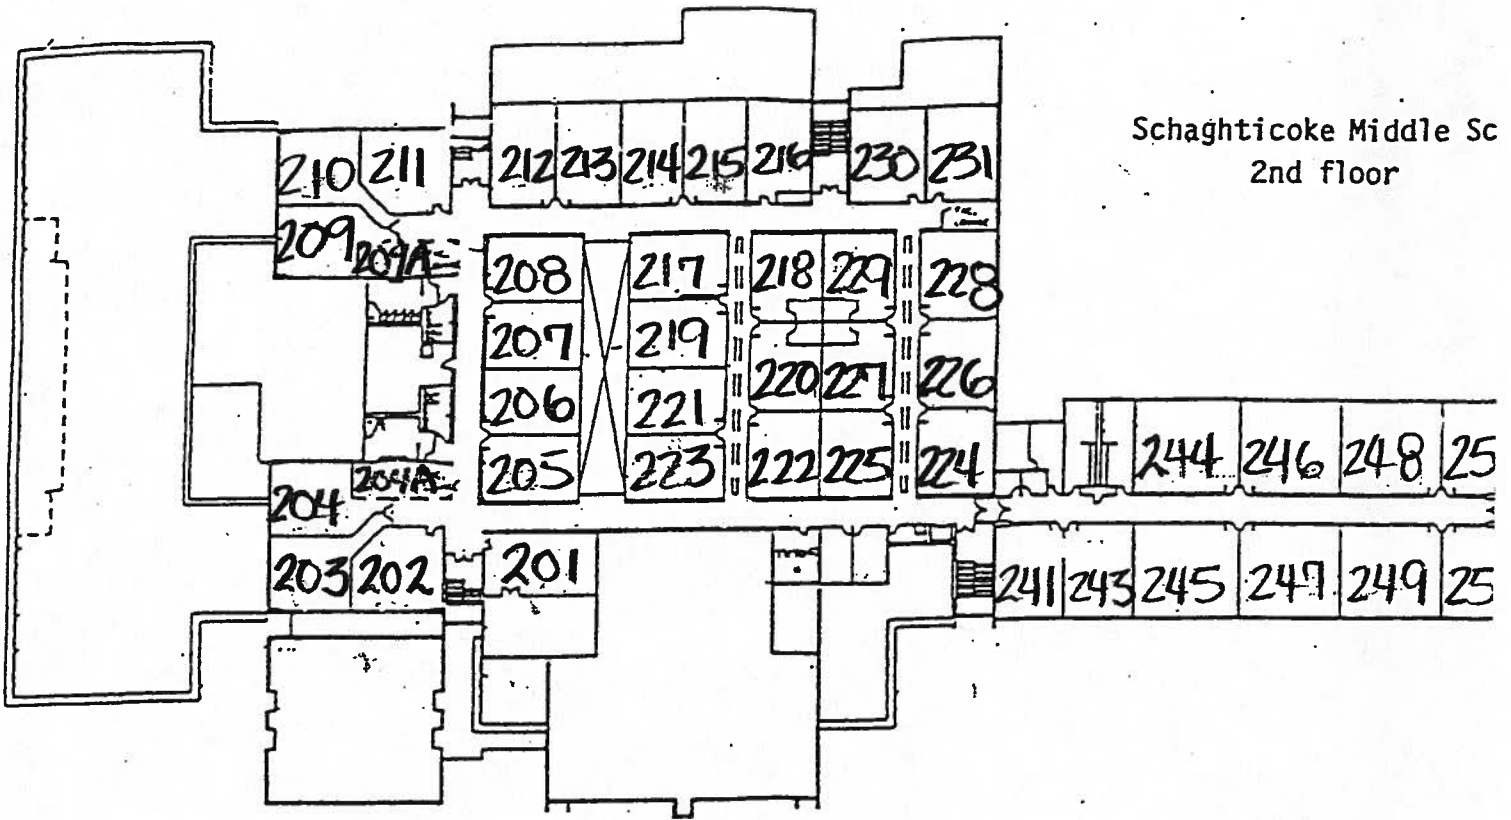 Schaghticoke Middle Sc
2nd floor
210 211 212 213 214 215 216 230 231
209 209A 208 217 218 229 228
207 219
206 221 220 227 226
205 223 222 225 224 244 246 248 25
204 204A
203 202 201 241 243 245 247 249 25